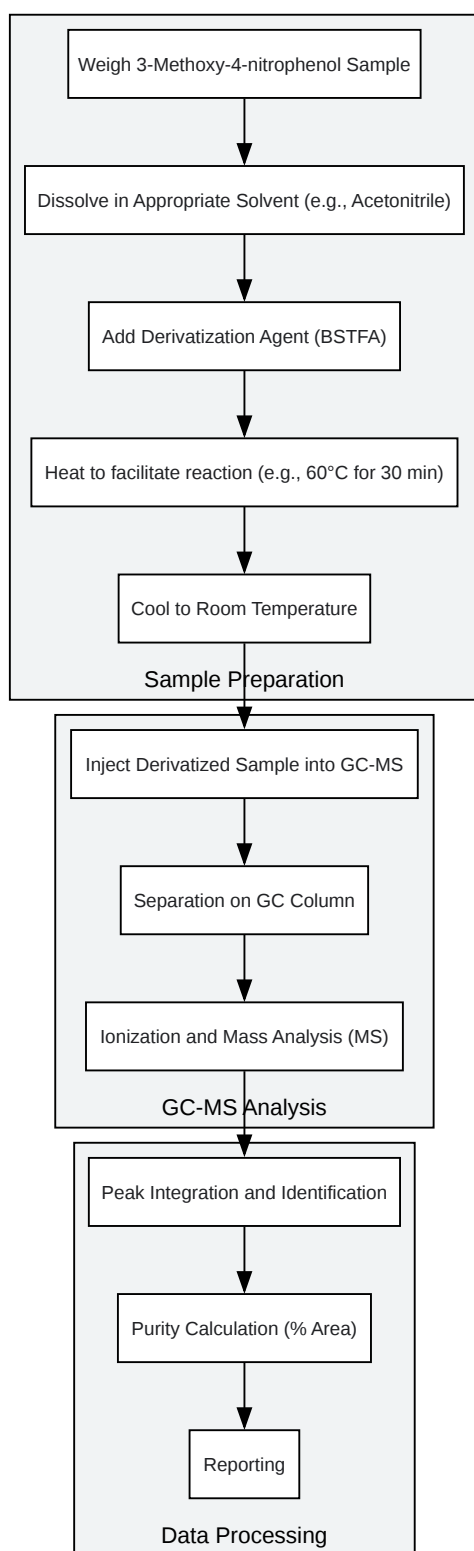 Weigh 3-Methoxy-4-nitrophenol Sample
Dissolve in Appropriate Solvent (e.g., Acetonitrile)
Add Derivatization Agent (BSTFA)
Heat to facilitate reaction (e.g., 60°C for 30 min)
Cool to Room Temperature
Sample Preparation
Inject Derivatized Sample into GC-MS
Separation on GC Column
Ionization and Mass Analysis (MS)
GC-MS Analysis
Peak Integration and Identification
Purity Calculation (% Area)
Reporting
Data Processing